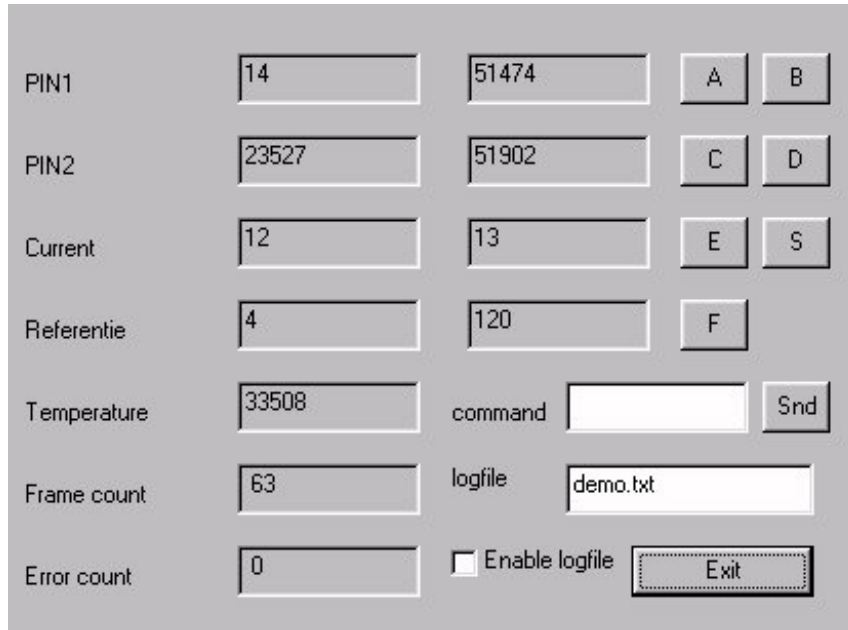 PIN1 14 51474 A B
PIN2 23527 51902 C D
Current 12 13 E S
Referentie 4 120 F
Temperature 33508 command Snd
Frame count 63 logfile demo.txt
Error count 0 Enable logfile Exit